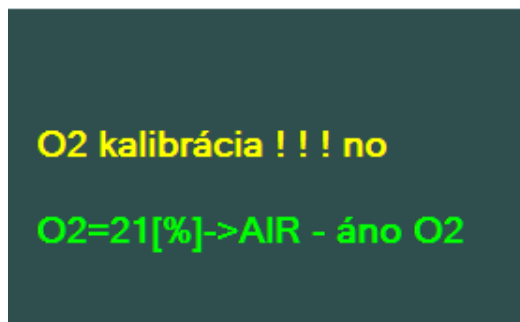 O2 kalibrácia ! ! ! no
O2=21[%]->AIR - áno O2